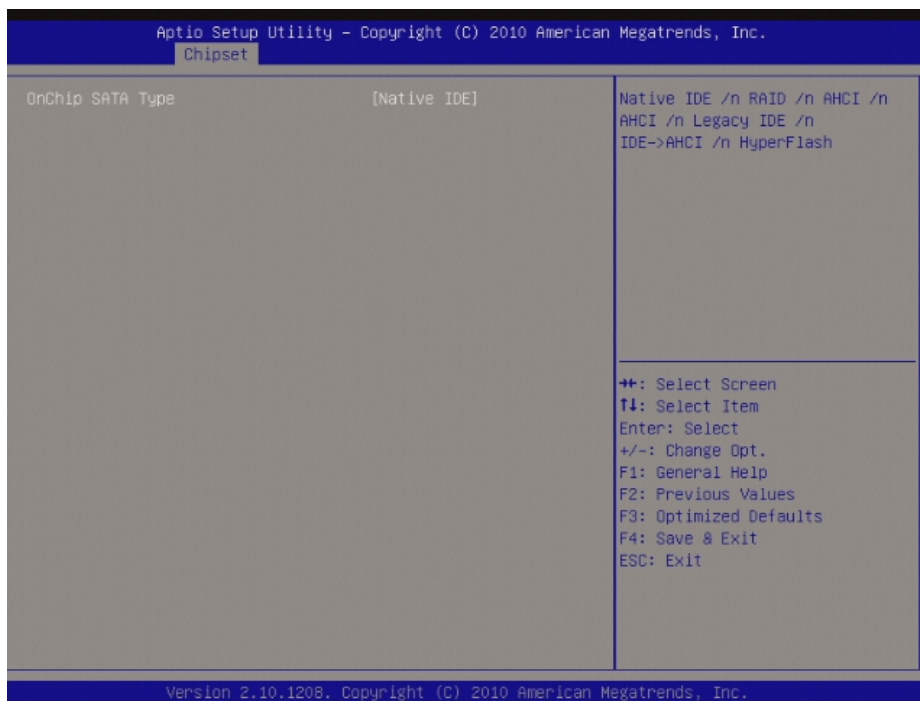 Aptio Setup Utility – Copyright (C) 2010 American Megatrends, Inc.
Chipset
OnChip SATA Type [Native IDE]
Native IDE /n RAID /n AHCI /n
AHCI /n Legacy IDE /n
IDE->AHCI /n HyperFlash
→←: Select Screen
↑↓: Select Item
Enter: Select
+/-: Change Opt.
F1: General Help
F2: Previous Values
F3: Optimized Defaults
F4: Save & Exit
ESC: Exit
Version 2.10.1208. Copyright (C) 2010 American Megatrends, Inc.